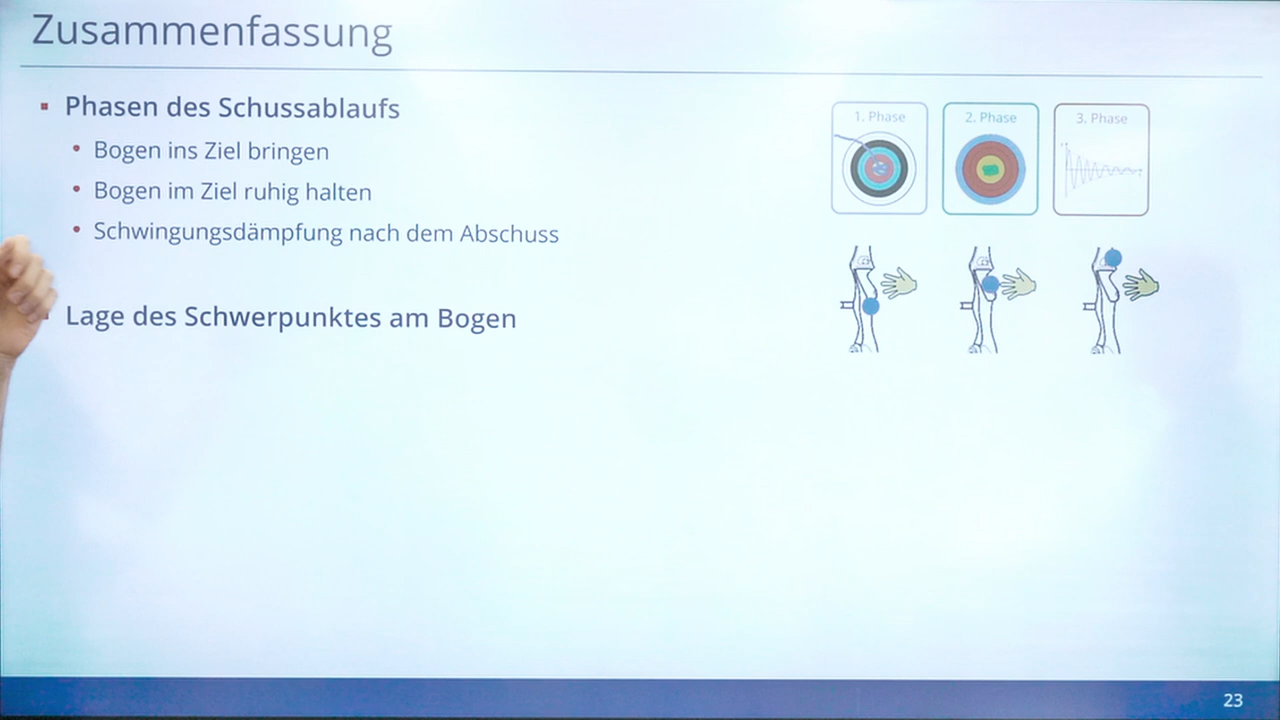 Zusammenfassung
Phasen des Schussablaufs
Bogen ins Ziel bringen
Bogen im Ziel ruhig halten
Schwingungsdämpfung nach dem Abschuss
Lage des Schwerpunktes am Bogen
1. Phase
2. Phase
3. Phase
23